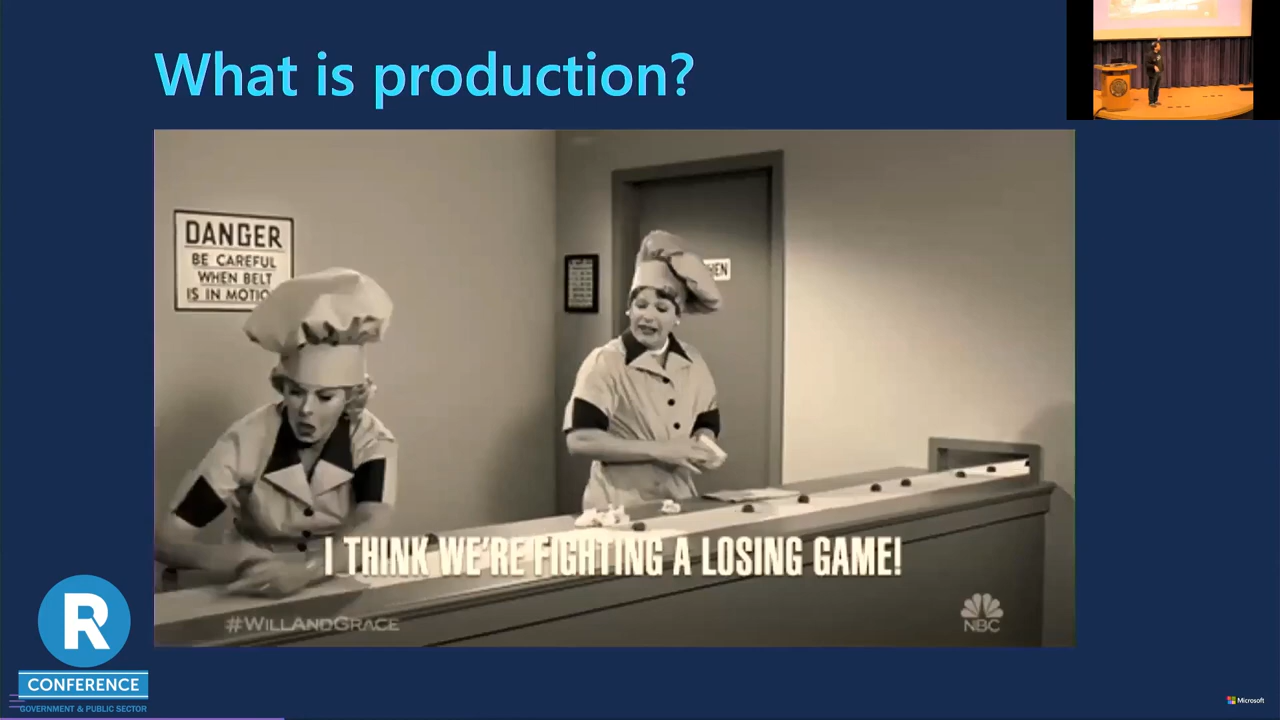 What is production?
DANGER
BE CAREFUL
WHEN BELT
IS IN MOTIO
HEN
I THINK WE'RE FIGHTING A LOSING GAME!
#WILLANDGRACE
NBC
R
CONFERENCE
GOVERNMENT & PUBLIC SECTOR
Microsoft